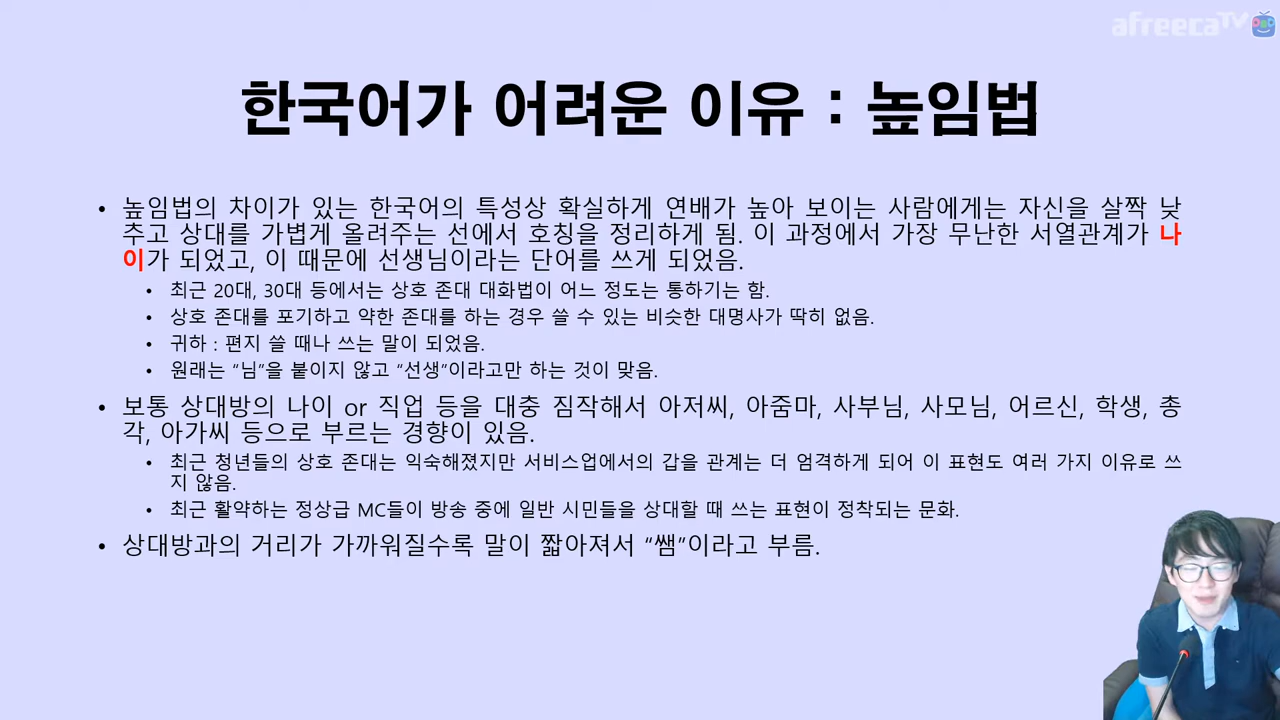 afreecaTV
한국어가 어려운 이유 : 높임법
• 높임법의 차이가 있는 한국어의 특성상 확실하게 연배가 높아 보이는 사람에게는 자신을 살짝 낮
추고 상대를 가볍게 올려주는 선에서 호칭을 정리하게 됨. 이 과정에서 가장 무난한 서열관계가 나
이가 되었고, 이 때문에 선생님이라는 단어를 쓰게 되었음.
• 최근 20대, 30대 등에서는 상호 존대 대화법이 어느 정도는 통하기는 함.
• 상호 존대를 포기하고 약한 존대를 하는 경우 쓸 수 있는 비슷한 대명사가 딱히 없음.
• 귀하 : 편지 쓸 때나 쓰는 말이 되었음.
• 원래는 “님”을 붙이지 않고 “선생”이라고만 하는 것이 맞음.
• 보통 상대방의 나이 or 직업 등을 대충 짐작해서 아저씨, 아줌마, 사부님, 사모님, 어르신, 학생, 총
각, 아가씨 등으로 부르는 경향이 있음.
• 최근 청년들의 상호 존대는 익숙해졌지만 서비스업에서의 갑을 관계는 더 엄격하게 되어 이 표현도 여러 가지 이유로 쓰
지 않음.
• 최근 활약하는 정상급 MC들이 방송 중에 일반 시민들을 상대할 때 쓰는 표현이 정착되는 문화.
• 상대방과의 거리가 가까워질수록 말이 짧아져서 “쌤”이라고 부름.